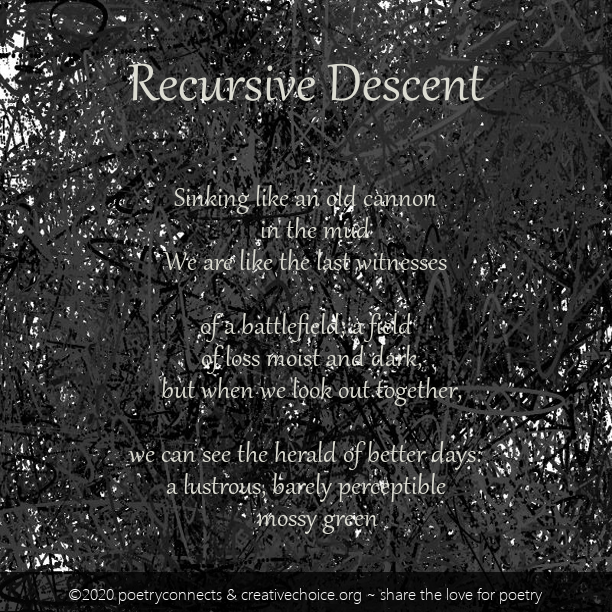 Recursive Descent
Sinking like an old cannon
in the mud
We are like the last witnesses
of a battlefield: a field
of loss moist and dark,
but when we look out together,
we can see the herald of better days:
a lustrous, barely perceptible
mossy green
©2020 poetryconnects & creativechoice.org ~ share the love for poetry